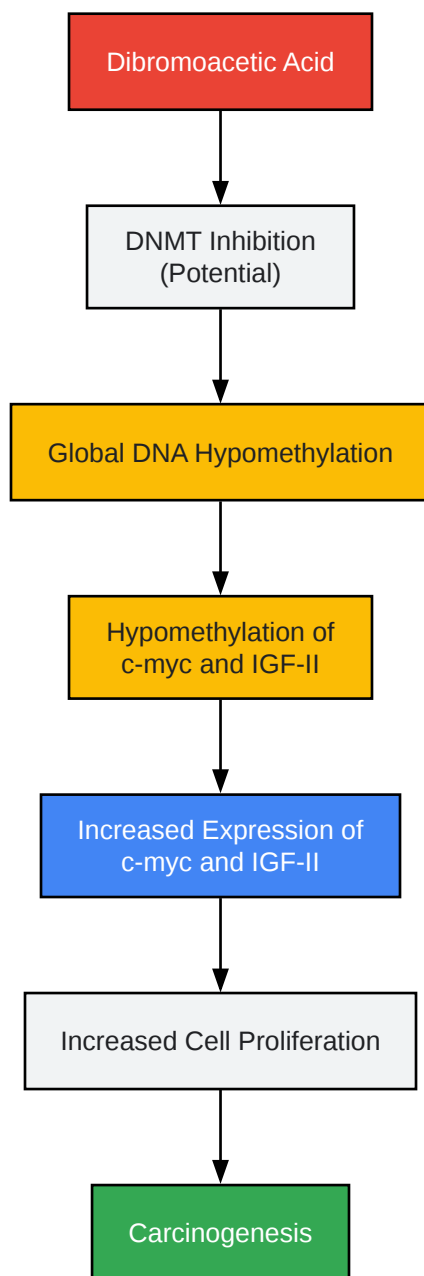 Dibromoacetic Acid
DNMT Inhibition
(Potential)
Global DNA Hypomethylation
Hypomethylation of
c-myc and IGF-II
Increased Expression of
c-myc and IGF-II
Increased Cell Proliferation
Carcinogenesis